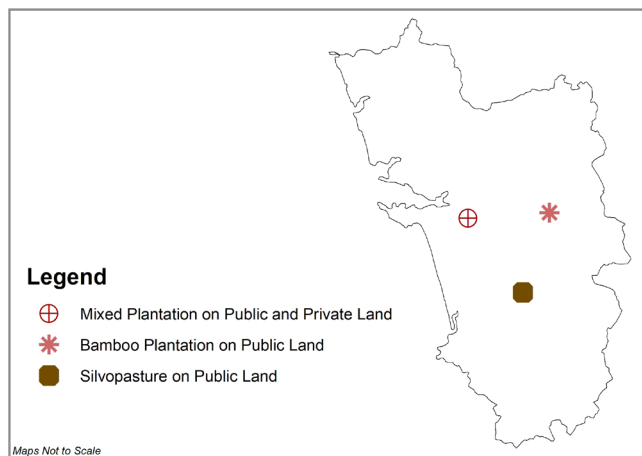 Legend
Mixed Plantation on Public and Private Land
Bamboo Plantation on Public Land
Silvopasture on Public Land
Maps Not to Scale